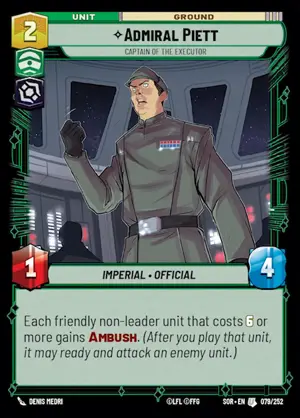 UNIT GROUND
2
✧ADMIRAL PIETT
CAPTAIN OF THE EXECUTOR
1
4
IMPERIAL • OFFICIAL
Each friendly non-leader unit that costs 6 or
more gains AMBUSH. (After you play that unit,
it may ready and attack an enemy unit.)
DENIS MEDRI ©LFL ©FFG SOR • EN U 079/252